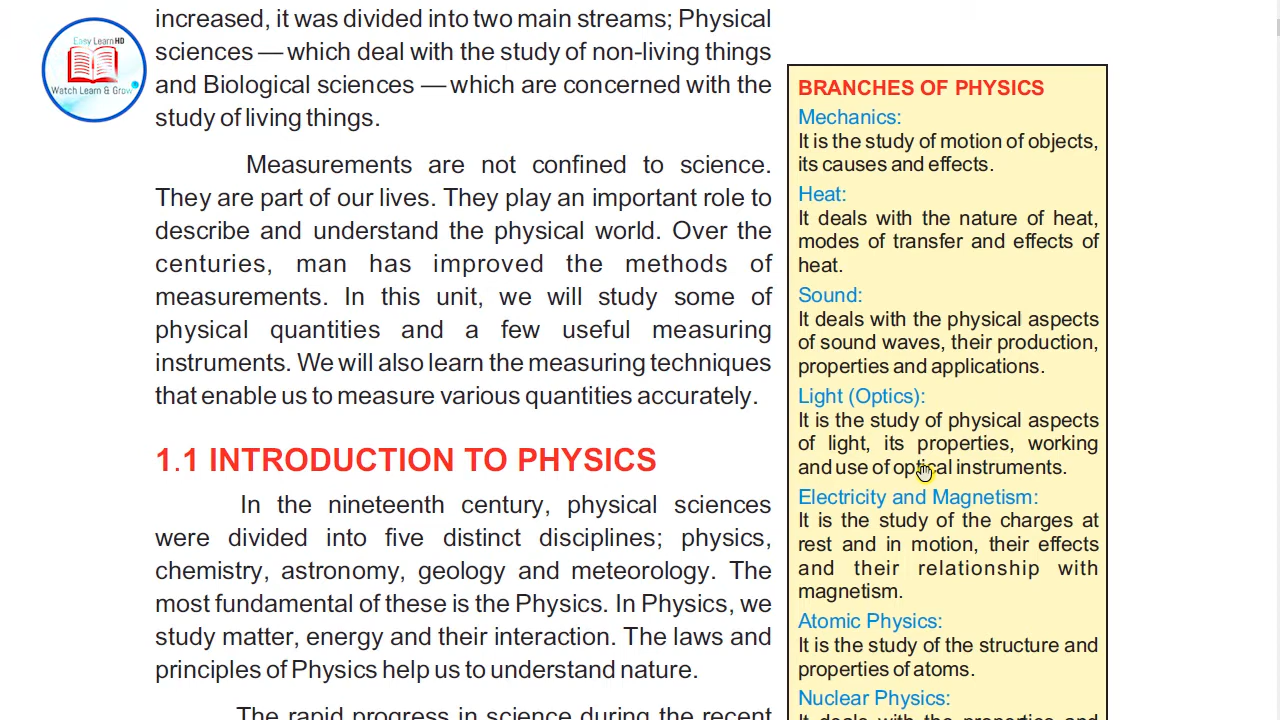 Easy Learn HD
Watch Learn & Grow
increased, it was divided into two main streams; Physical
sciences — which deal with the study of non-living things
and Biological sciences — which are concerned with the
study of living things.
Measurements are not confined to science.
They are part of our lives. They play an important role to
describe and understand the physical world. Over the
centuries, man has improved the methods of
measurements. In this unit, we will study some of
physical quantities and a few useful measuring
instruments. We will also learn the measuring techniques
that enable us to measure various quantities accurately.
1.1 INTRODUCTION TO PHYSICS
In the nineteenth century, physical sciences
were divided into five distinct disciplines; physics,
chemistry, astronomy, geology and meteorology. The
most fundamental of these is the Physics. In Physics, we
study matter, energy and their interaction. The laws and
principles of Physics help us to understand nature.
The rapid progress in science during the recent
BRANCHES OF PHYSICS
Mechanics:
It is the study of motion of objects,
its causes and effects.
Heat:
It deals with the nature of heat,
modes of transfer and effects of
heat.
Sound:
It deals with the physical aspects
of sound waves, their production,
properties and applications.
Light (Optics):
It is the study of physical aspects
of light, its properties, working
and use of optical instruments.
Electricity and Magnetism:
It is the study of the charges at
rest and in motion, their effects
and their relationship with
magnetism.
Atomic Physics:
It is the study of the structure and
properties of atoms.
Nuclear Physics:
It deals with the properties and